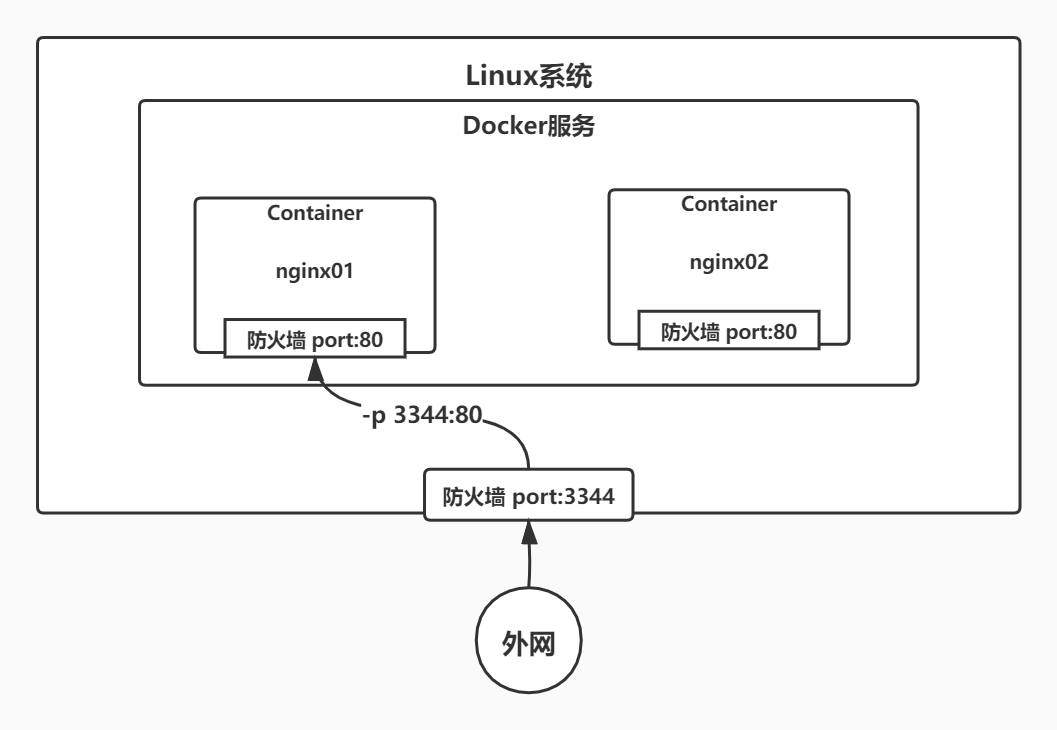 Linux系统
Docker服务
Container
nginx01
防火墙 port:80
Container
nginx02
防火墙 port:80
-p 3344:80
防火墙 port:3344
外网